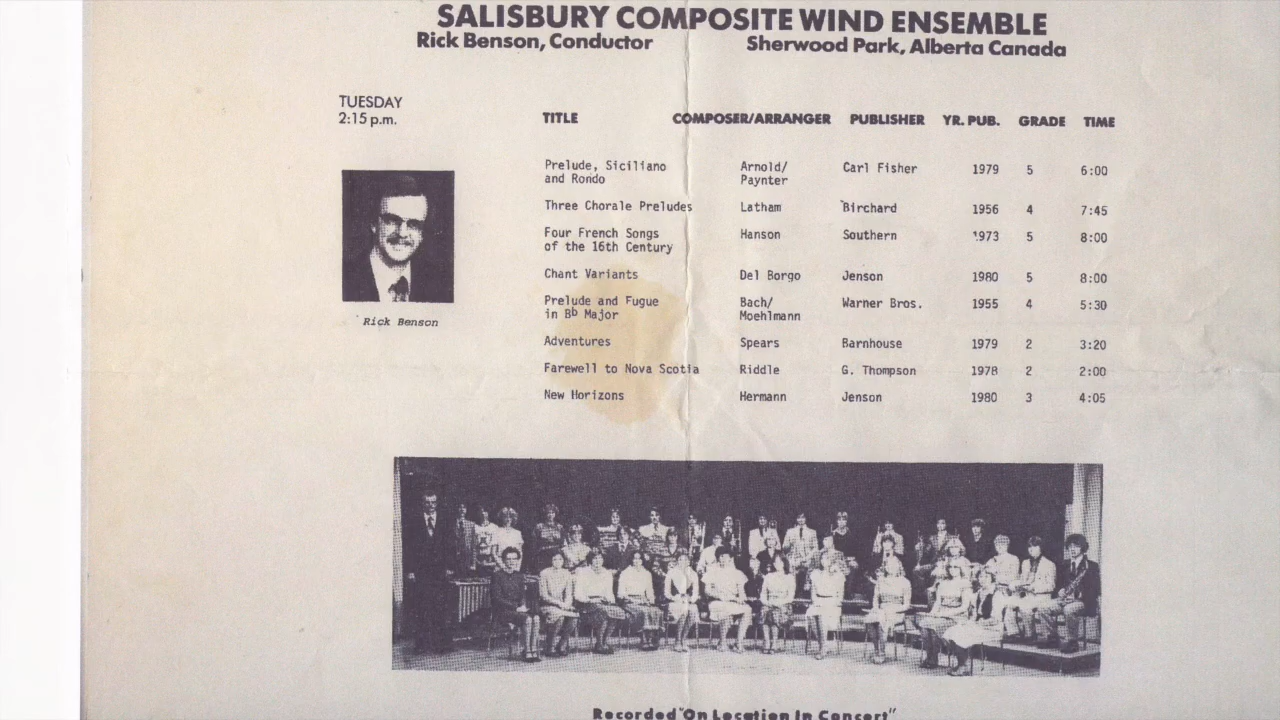 SALISBURY COMPOSITE WIND ENSEMBLE
Rick Benson, Conductor Sherwood Park, Alberta Canada
TUESDAY
2:15 p.m.
TITLE COMPOSER/ARRANGER PUBLISHER YR. PUB. GRADE TIME
Prelude, Siciliano Arnold/ Carl Fisher 1979 5 6:00
and Rondo Paynter
Three Chorale Preludes Latham Birchard 1956 4 7:45
Four French Songs Hanson Southern 1973 5 8:00
of the 16th Century
Chant Variants Del Borgo Jenson 1980 5 8:00
Prelude and Fugue Bach/ Warner Bros. 1955 4 5:30
in Bb Major Moehlmann
Adventures Spears Barnhouse 1979 2 3:20
Farewell to Nova Scotia Riddle G. Thompson 1978 2 2:00
New Horizons Hermann Jenson 1980 3 4:05
Rick Benson
Recorded "On Location In Concert"